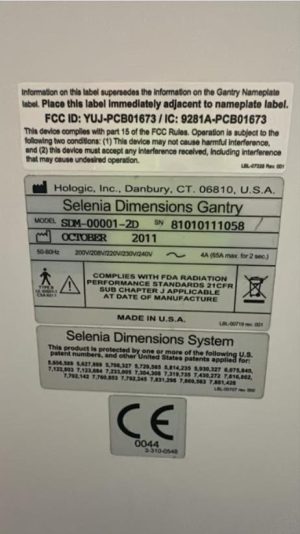 Information on this label supersedes the information on the Gantry Nameplate
label. Place this label immediately adjacent to nameplate label.
FCC ID: YUJ-PCB01673 / IC: 9281A-PCB01673
This device complies with part 15 of the FCC Rules. Operation is subject to the
following two conditions: (1) This device may not cause harmful interference,
and (2) this device must accept any interference received, including interference
that may cause undesired operation.
Hologic, Inc., Danbury, CT. 06810, U.S.A.
Selenia Dimensions Gantry
MODEL SDM-00001-2D SN 81010111058
OCTOBER 2011
50-60Hz 200V/208V/220V/230V/240V 4A (65A max. for 2 sec.)
COMPLIES WITH FDA RADIATION
PERFORMANCE STANDARDS 21CFR
SUB CHAPTER J APPLICABLE
AT DATE OF MANUFACTURE
MADE IN U.S.A.
LBL-00719 rev. 001
Selenia Dimensions System
This product is protected by one or more of the following U.S.
patent numbers, and other United States patents applied for:
CE
0044
3-310-0548